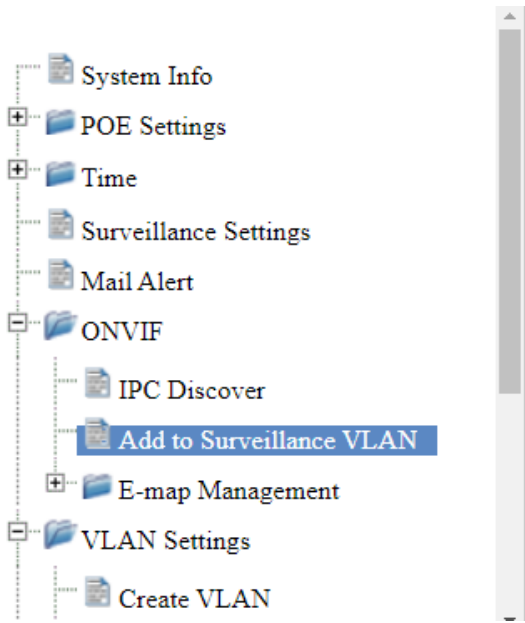 System Info
POE Settings
Time
Surveillance Settings
Mail Alert
ONVIF
IPC Discover
Add to Surveillance VLAN
E-map Management
VLAN Settings
Create VLAN